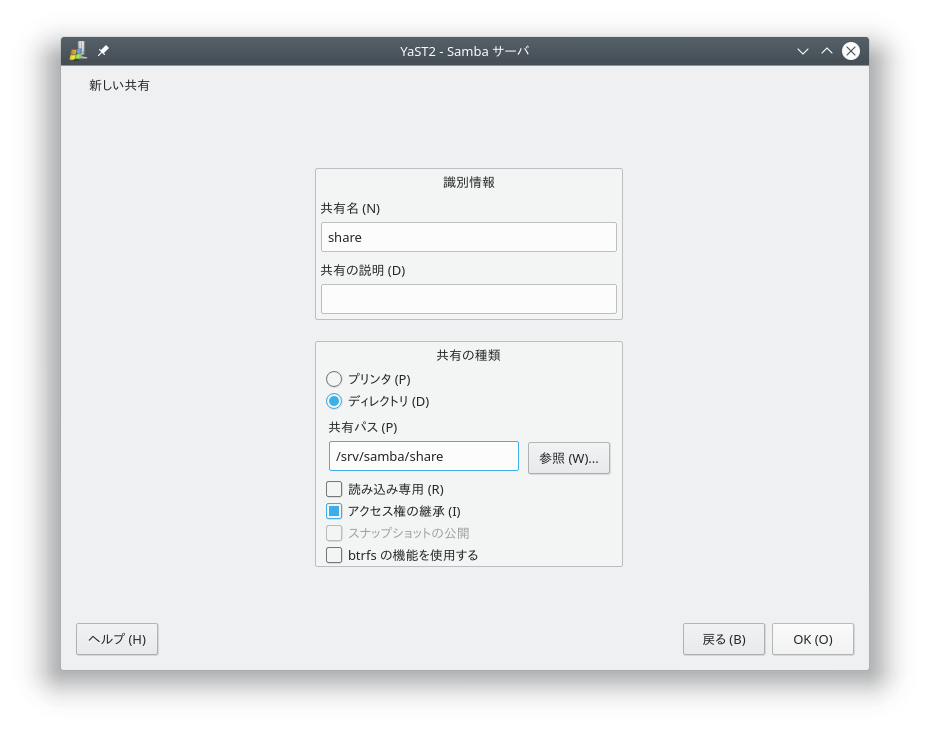 YaST2 - Samba サーバ
新しい共有
識別情報
共有名 (N)
share
共有の説明 (D)
共有の種類
プリンタ (P)
ディレクトリ (D)
共有パス (P)
/srv/samba/share
参照 (W)...
読み込み専用 (R)
アクセス権の継承 (I)
スナップショットの公開
btrfs の機能を使用する
ヘルプ (H)
戻る (B)
OK (O)